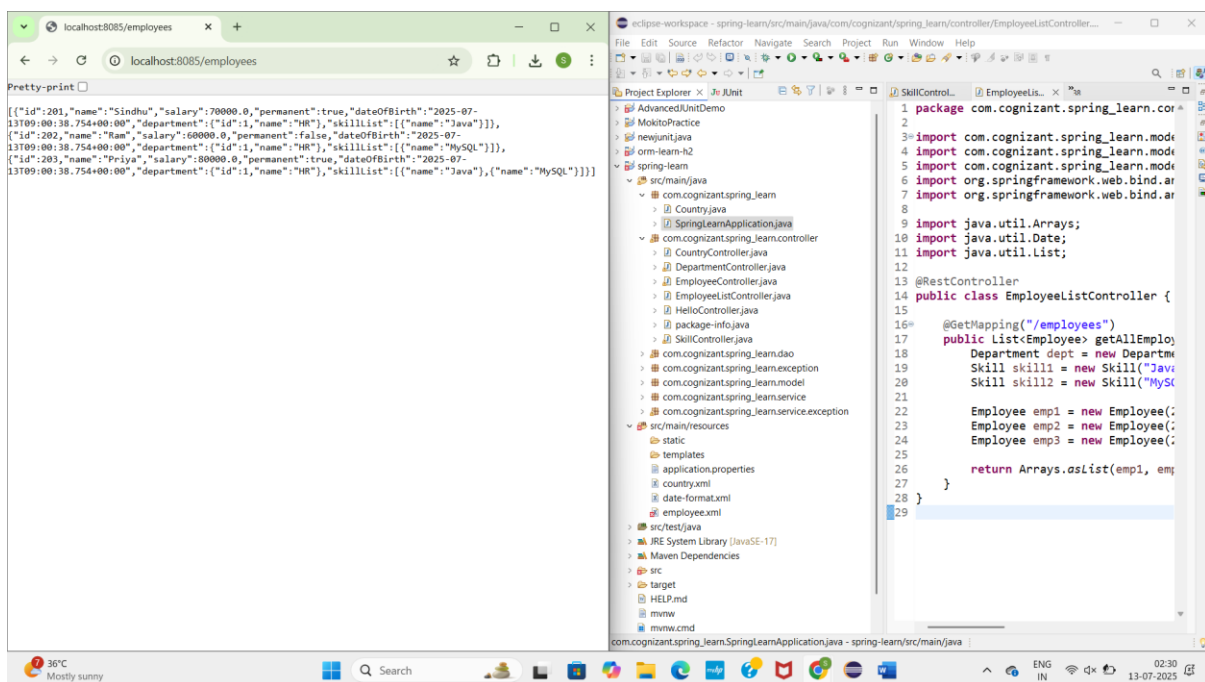 localhost:8085/employees
localhost:8085/employees
Pretty-print
[{"id":201,"name":"Sindhu","salary":70000.0,"permanent":true,"dateOfBirth":"2025-07-
13T09:00:38.754+00:00","department":{"id":1,"name":"HR"},"skillList":[{"name":"Java"}]},
{"id":202,"name":"Ram","salary":60000.0,"permanent":false,"dateOfBirth":"2025-07-
13T09:00:38.754+00:00","department":{"id":1,"name":"HR"},"skillList":[{"name":"MySQL"}]},
{"id":203,"name":"Priya","salary":80000.0,"permanent":true,"dateOfBirth":"2025-07-
13T09:00:38.754+00:00","department":{"id":1,"name":"HR"},"skillList":[{"name":"Java"},{"name":"MySQL"}]}]
eclipse-workspace - spring-learn/src/main/java/com/cognizant/spring_learn/controller/EmployeeListController....
File Edit Source Refactor Navigate Search Project Run Window Help
Project Explorer
JUnit
AdvancedJUnitDemo
MokitoPractice
newjunit.java
orm-learn-h2
spring-learn
src/main/java
com.cognizant.spring_learn
Country.java
SpringLearnApplication.java
com.cognizant.spring_learn.controller
CountryController.java
DepartmentController.java
EmployeeController.java
EmployeeListController.java
HelloController.java
package-info.java
SkillController.java
com.cognizant.spring_learn.dao
com.cognizant.spring_learn.exception
com.cognizant.spring_learn.model
com.cognizant.spring_learn.service
com.cognizant.spring_learn.service.exception
src/main/resources
static
templates
application.properties
country.xml
date-format.xml
employee.xml
src/test/java
JRE System Library [JavaSE-17]
Maven Dependencies
src
target
HELP.md
mvnw
mvnw.cmd
SkillControl...
EmployeeLis...
1 package com.cognizant.spring_learn.cor
2
3 import com.cognizant.spring_learn.mode
4 import com.cognizant.spring_learn.mode
5 import com.cognizant.spring_learn.mode
6 import org.springframework.web.bind.ar
7 import org.springframework.web.bind.ar
8
9 import java.util.Arrays;
10 import java.util.Date;
11 import java.util.List;
12
13 @RestController
14 public class EmployeeListController {
15
16 @GetMapping("/employees")
17 public List<Employee> getAllEmploy
18 Department dept = new Departme
19 Skill skill1 = new Skill("Java
20 Skill skill2 = new Skill("MySQ
21
22 Employee emp1 = new Employee(2
23 Employee emp2 = new Employee(2
24 Employee emp3 = new Employee(2
25
26 return Arrays.asList(emp1, emp
27 }
28 }
29
com.cognizant.spring_learn.SpringLearnApplication.java - spring-learn/src/main/java
7
36°C
Mostly sunny
Search
ENG
IN
02:30
13-07-2025